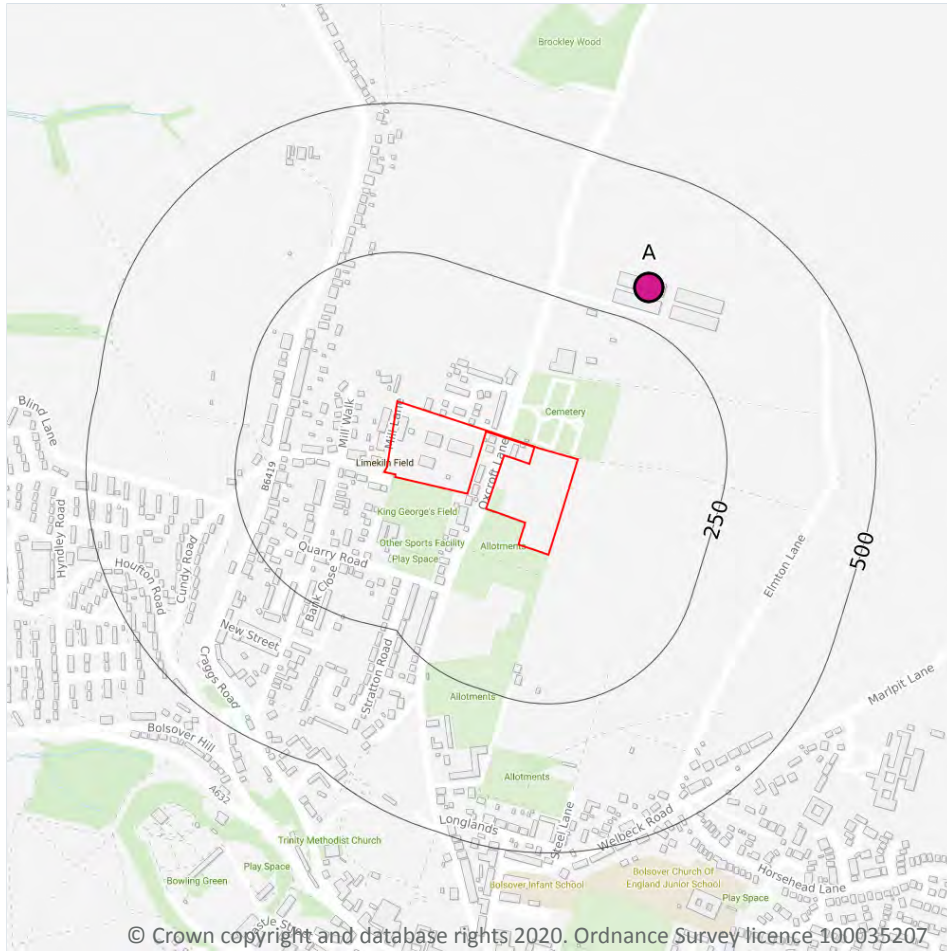 Brockley Wood
A
Cemetery
Blind Lane
Mill Walk
Mill Lane
Limekiln Field
B6419
Oxcroft Lane
King George's Field
Other Sports Facility
Play Space
Allotments
250
500
Elmton Lane
Hyndley Road
Houfton Road
Cundy Road
Quarry Road
Bank Close
New Street
Craggs Road
Stratton Road
Allotments
Marlpit Lane
Bolsover Hill
A632
Allotments
Longlands
Steel Lane
Welbeck Road
Trinity Methodist Church
Play Space
Bowling Green
Bolsover Infant School
Bolsover Church Of
England Junior School
Horsehead Lane
Play Space
© Crown copyright and database rights 2020. Ordnance Survey licence 100035207